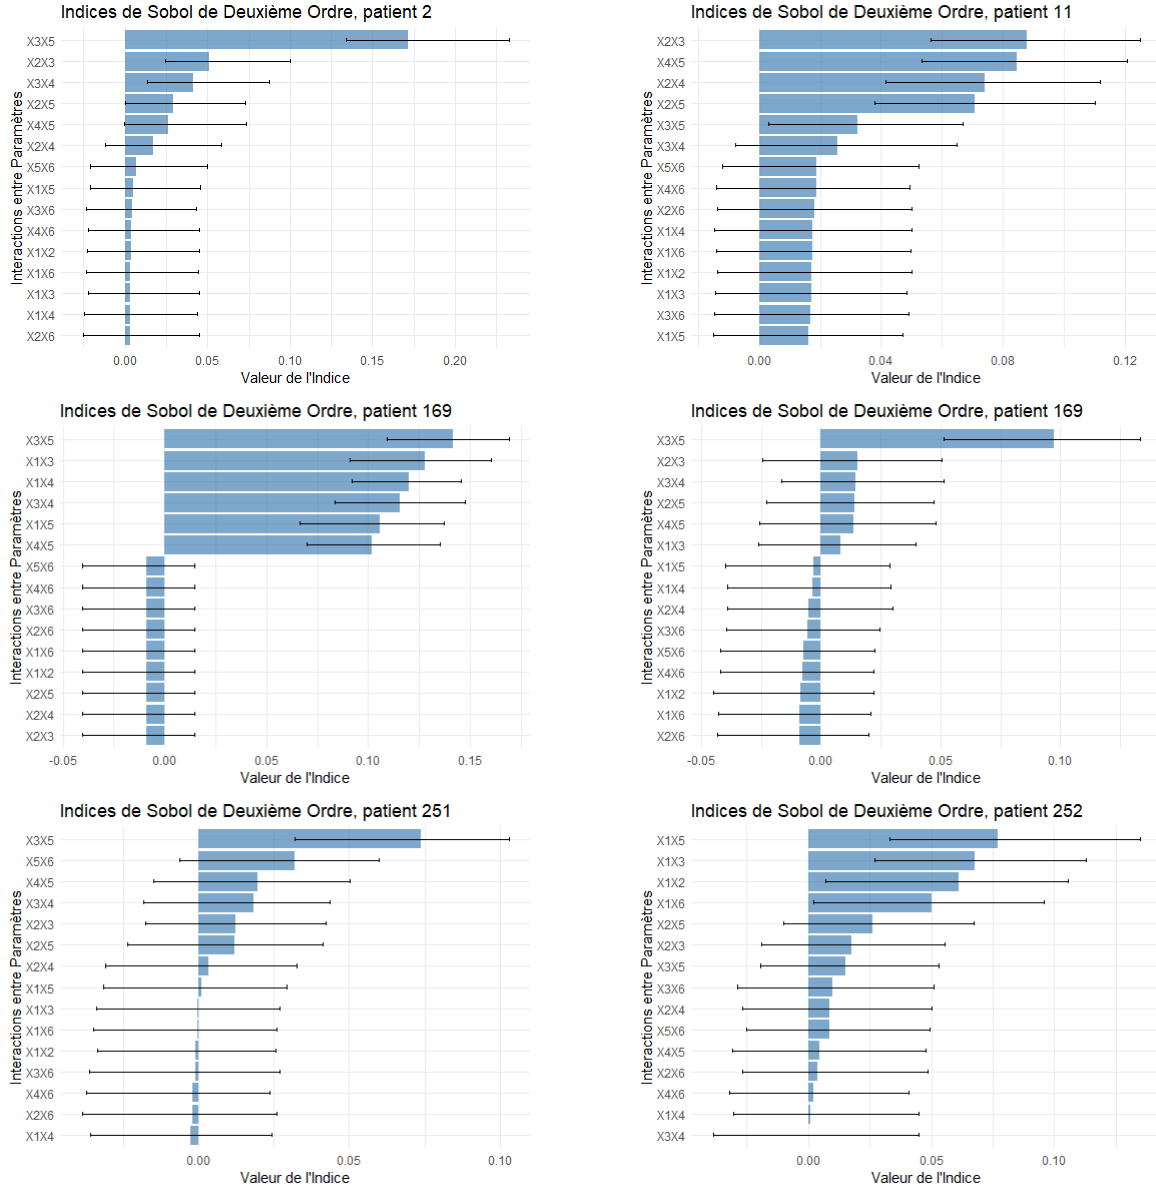 Indices de Sobol de Deuxième Ordre, patient 2
Interactions entre Paramètres
X3X5
X2X3
X3X4
X2X5
X4X5
X2X4
X5X6
X1X5
X3X6
X4X6
X1X2
X1X6
X1X3
X1X4
X2X6
0.00 0.05 0.10 0.15 0.20
Valeur de l'Indice
Indices de Sobol de Deuxième Ordre, patient 11
Interactions entre Paramètres
X2X3
X4X5
X2X4
X2X5
X3X5
X3X4
X5X6
X4X6
X2X6
X1X4
X1X6
X1X2
X1X3
X3X6
X1X5
0.00 0.04 0.08 0.12
Valeur de l'Indice
Indices de Sobol de Deuxième Ordre, patient 169
Interactions entre Paramètres
X3X5
X1X3
X1X4
X3X4
X1X5
X4X5
X5X6
X4X6
X3X6
X2X6
X1X6
X1X2
X2X5
X2X4
X2X3
-0.05 0.00 0.05 0.10 0.15
Valeur de l'Indice
Indices de Sobol de Deuxième Ordre, patient 169
Interactions entre Paramètres
X3X5
X2X3
X3X4
X2X5
X4X5
X1X3
X1X5
X1X4
X2X4
X3X6
X5X6
X4X6
X1X2
X1X6
X2X6
-0.05 0.00 0.05 0.10
Valeur de l'Indice
Indices de Sobol de Deuxième Ordre, patient 251
Interactions entre Paramètres
X3X5
X5X6
X4X5
X3X4
X2X3
X2X5
X2X4
X1X5
X1X3
X1X6
X1X2
X3X6
X4X6
X2X6
X1X4
0.00 0.05 0.10
Valeur de l'Indice
Indices de Sobol de Deuxième Ordre, patient 252
Interactions entre Paramètres
X1X5
X1X3
X1X2
X1X6
X2X5
X2X3
X3X5
X3X6
X2X4
X5X6
X4X5
X2X6
X4X6
X1X4
X3X4
0.00 0.05 0.10
Valeur de l'Indice